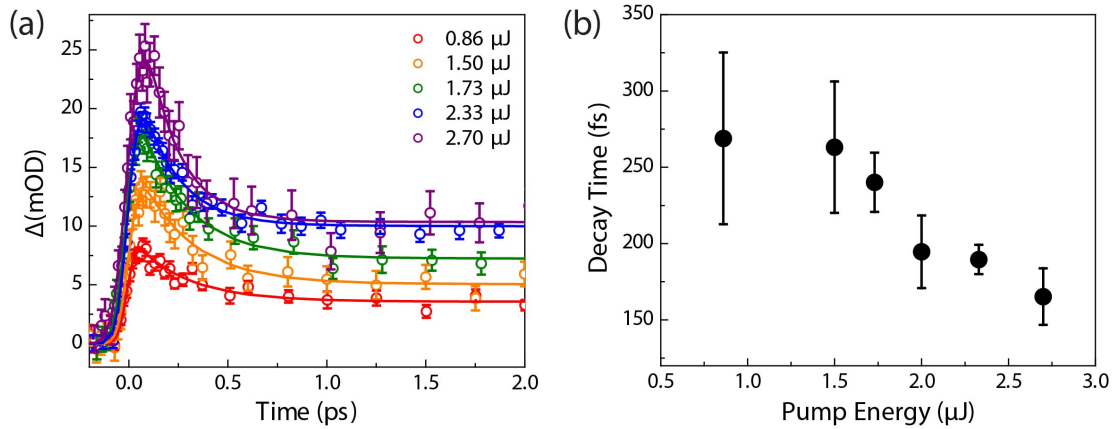 (a)
Δ(mOD)
25
20
15
10
5
0
0.86 μJ
1.50 μJ
1.73 μJ
2.33 μJ
2.70 μJ
0.0 0.5 1.0 1.5 2.0
Time (ps)
(b)
Decay Time (fs)
350
300
250
200
150
0.5 1.0 1.5 2.0 2.5 3.0
Pump Energy (μJ)